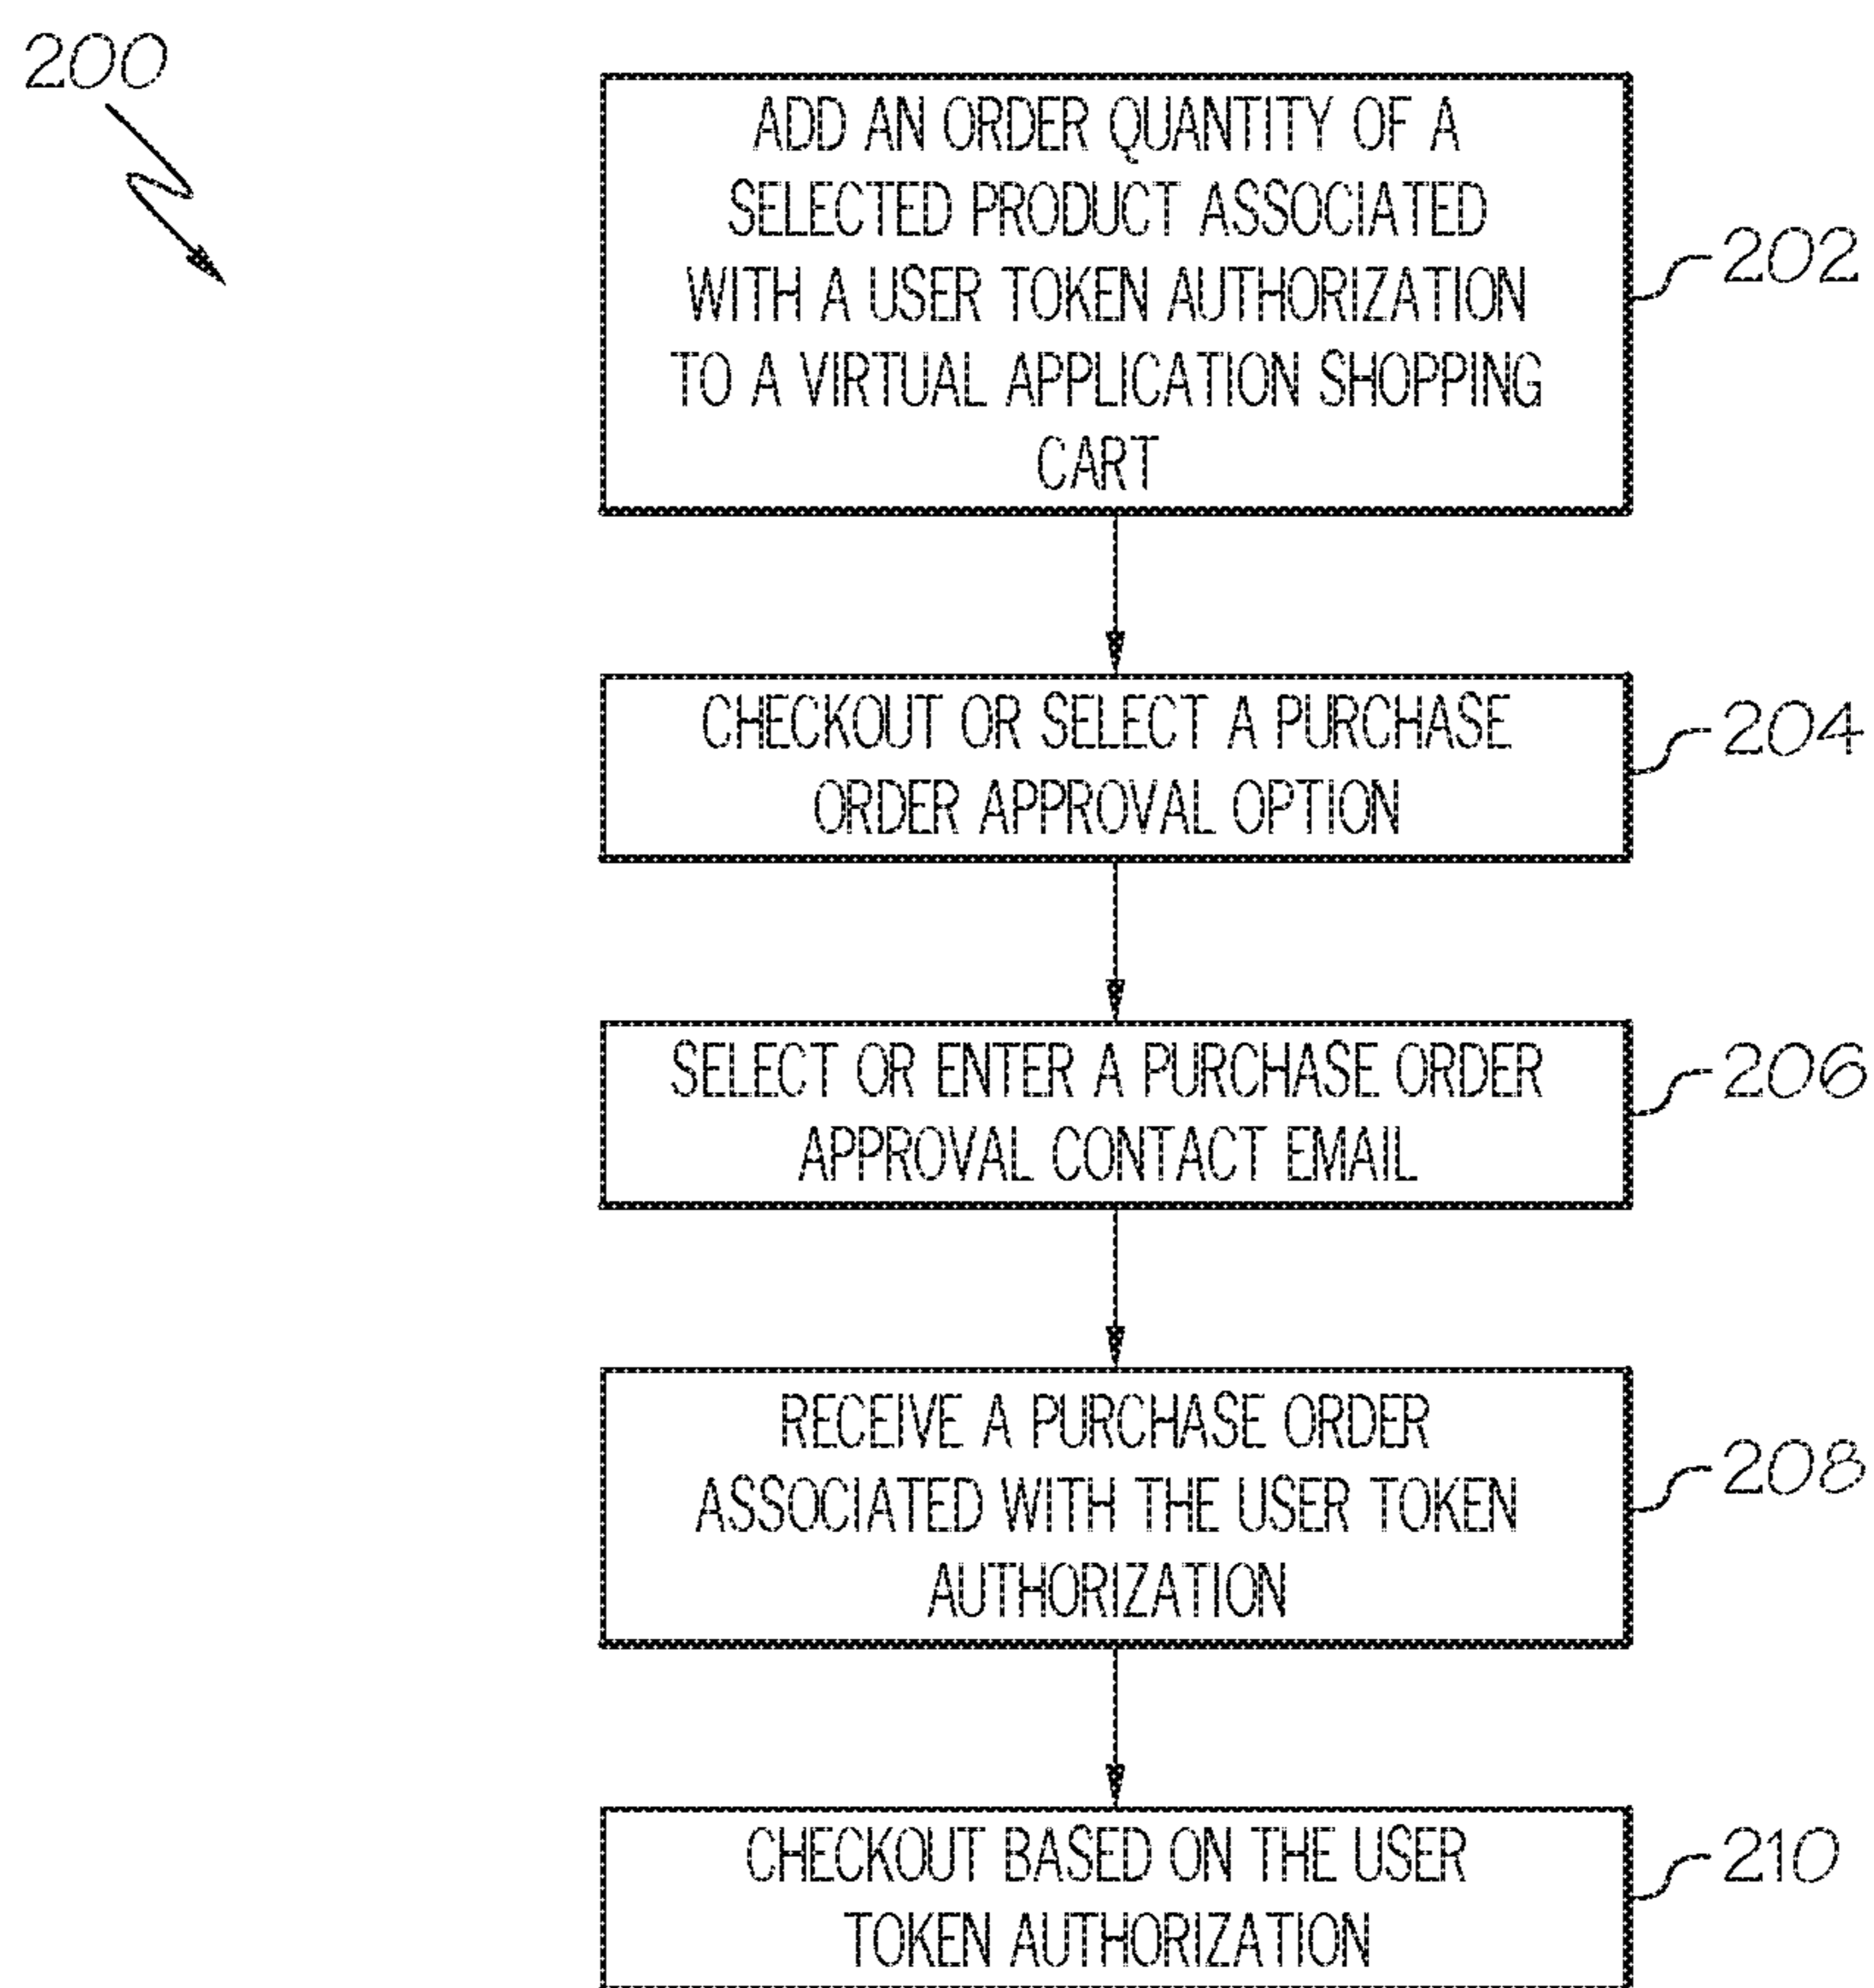 200
ADD AN ORDER QUANTITY OF A
SELECTED PRODUCT ASSOCIATED
WITH A USER TOKEN AUTHORIZATION
TO A VIRTUAL APPLICATION SHOPPING
CART
202
CHECKOUT OR SELECT A PURCHASE
ORDER APPROVAL OPTION
204
SELECT OR ENTER A PURCHASE ORDER
APPROVAL CONTACT EMAIL
206
RECEIVE A PURCHASE ORDER
ASSOCIATED WITH THE USER TOKEN
AUTHORIZATION
208
CHECKOUT BASED ON THE USER
TOKEN AUTHORIZATION
210